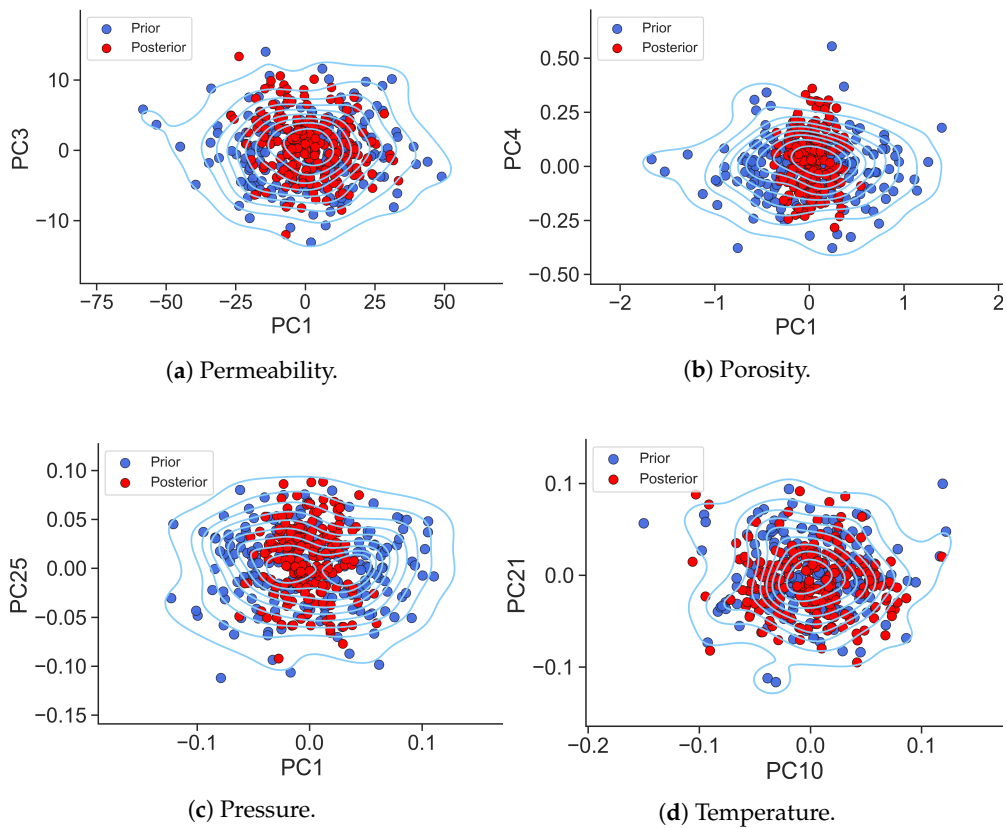 Prior
Posterior
10
0
−10
PC3
−75 −50 −25 0 25 50
PC1
(a) Permeability.
Prior
Posterior
0.50
0.25
0.00
−0.25
−0.50
PC4
−2 −1 0 1 2
PC1
(b) Porosity.
Prior
Posterior
0.10
0.05
0.00
−0.05
−0.10
−0.15
PC25
−0.1 0.0 0.1
PC1
(c) Pressure.
Prior
Posterior
0.1
0.0
−0.1
PC21
−0.2 −0.1 0.0 0.1
PC10
(d) Temperature.